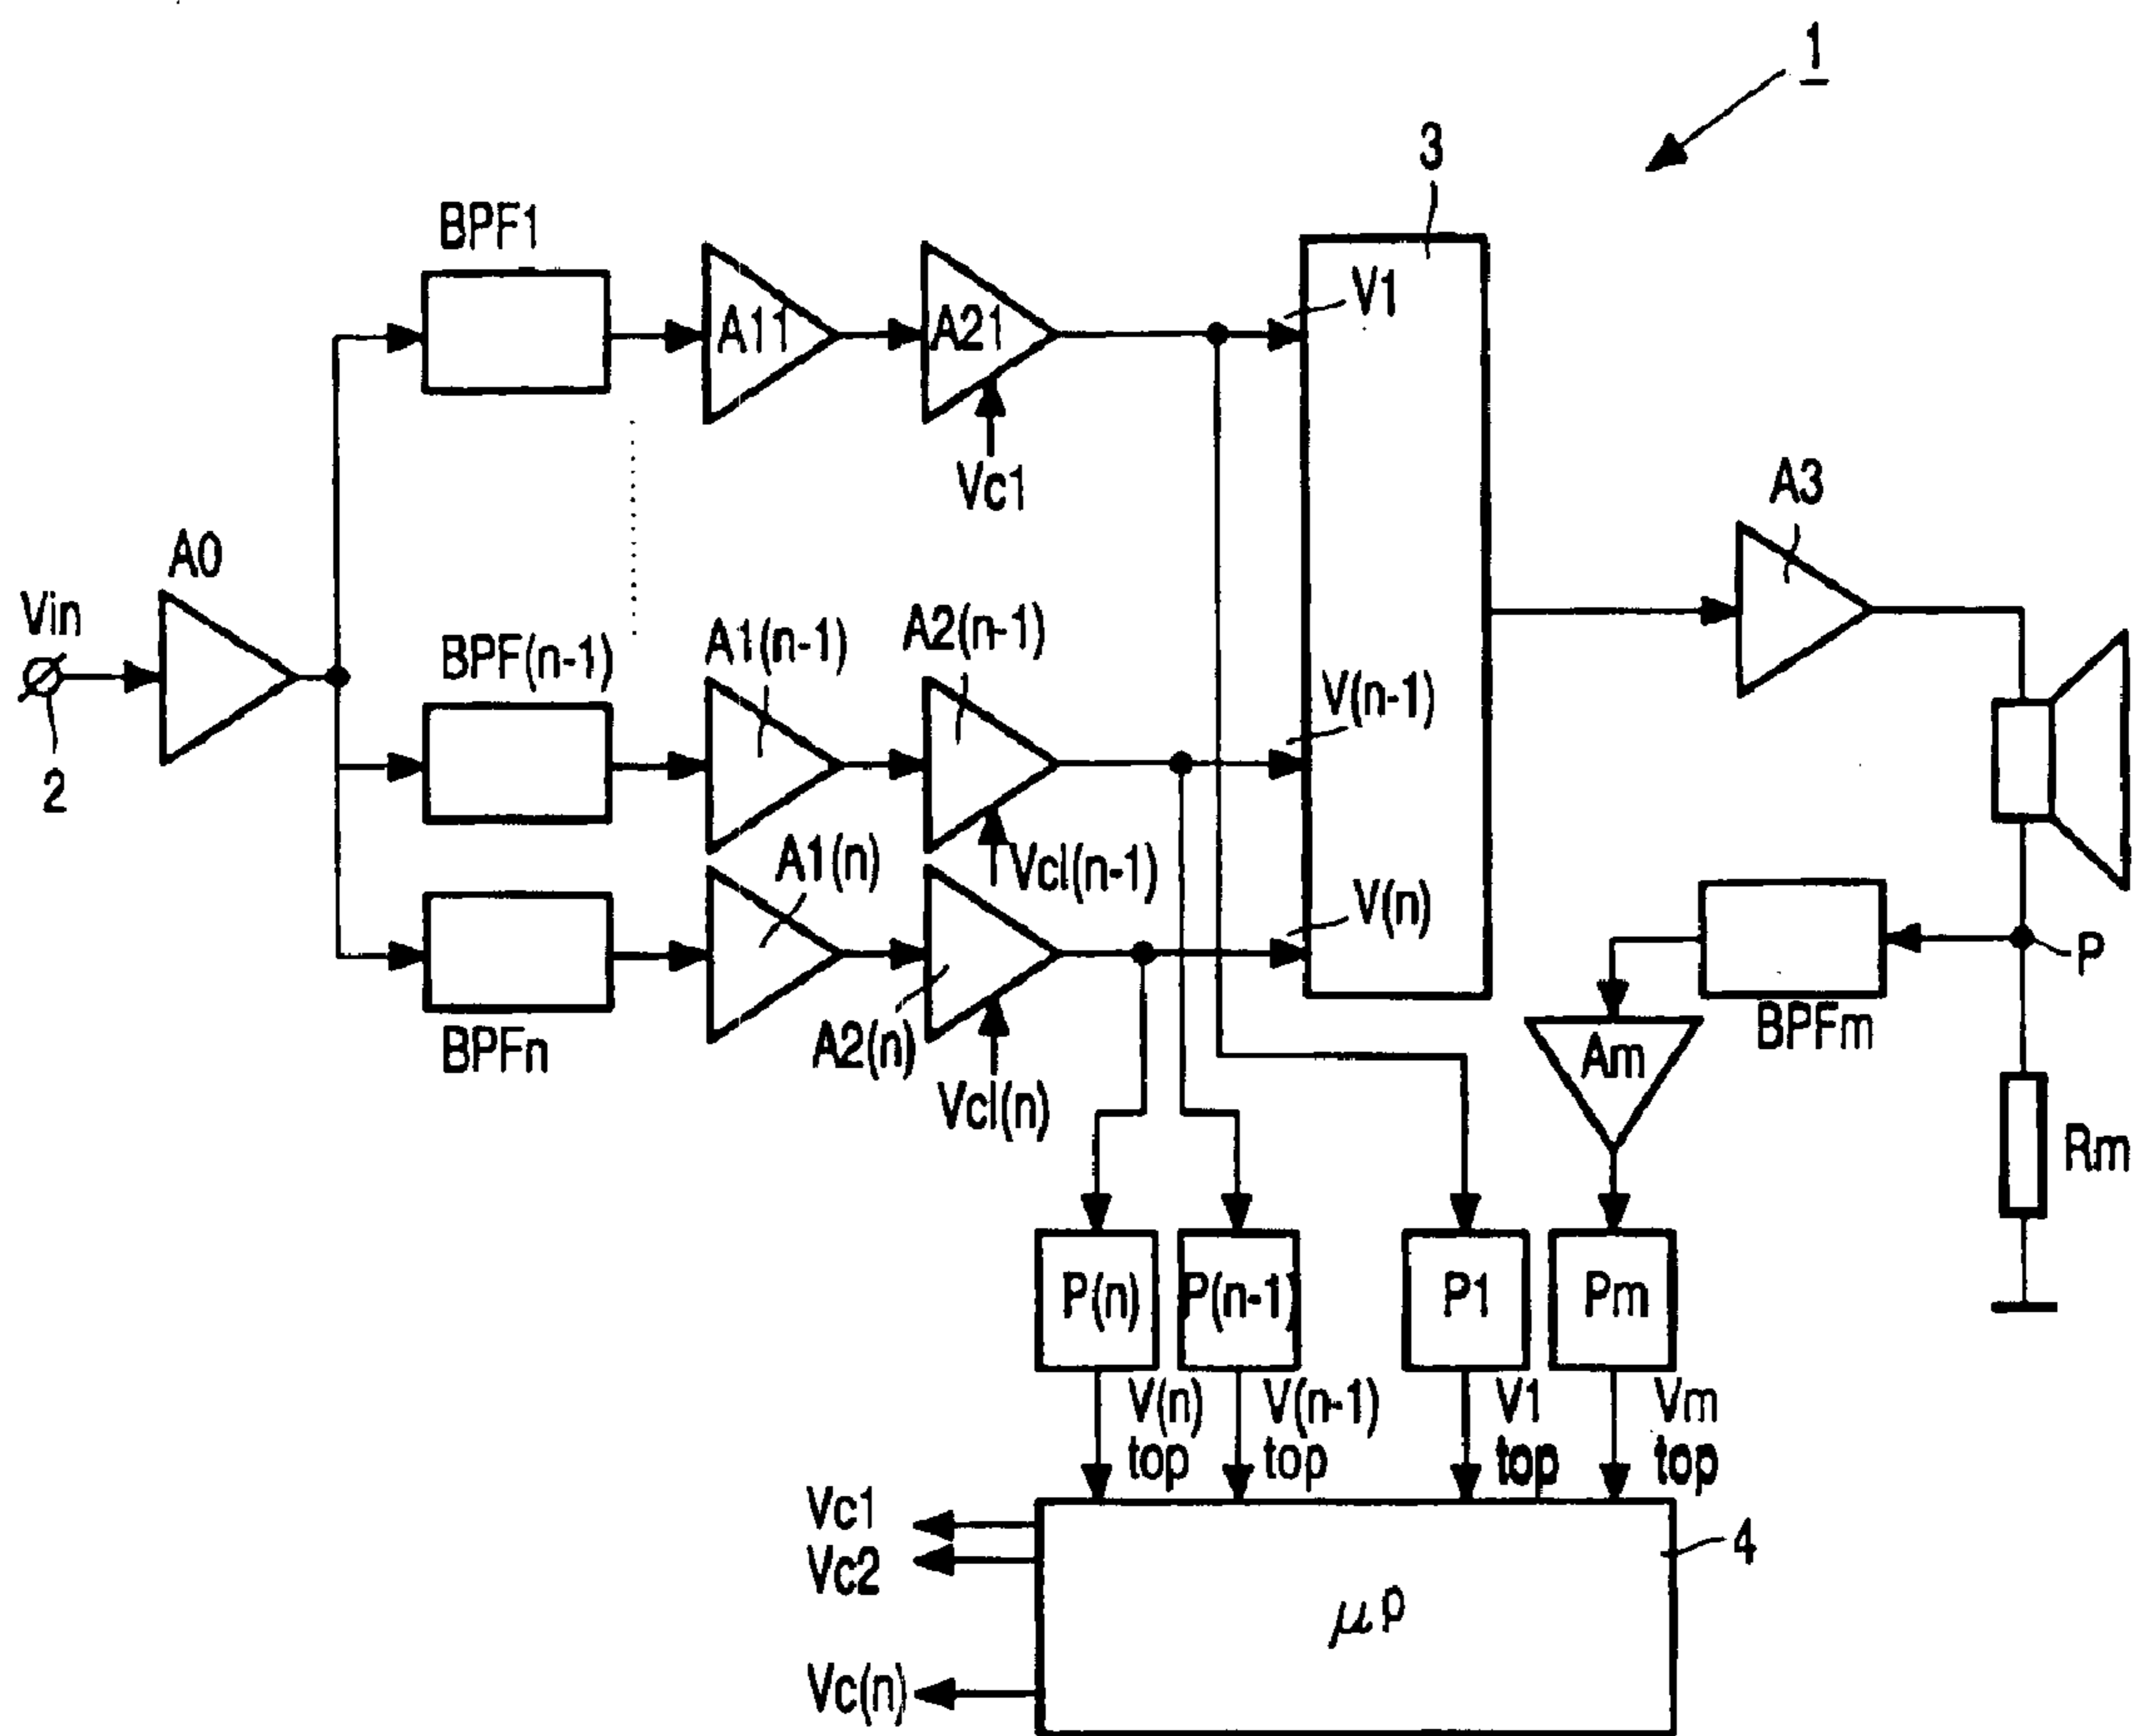 1
3
BPF1
V1
A11
A21
Vc1
A3
A0
Vin
2
BPF(n-1)
A1(n-1)
A2(n-1)
V(n-1)
A1(n)
Vcl(n-1)
V(n)
BPFn
A2(n)
Vcl(n)
BPFm
P
Am
Rm
P(n)
P(n-1)
P1
Pm
V(n)
top
V(n-1)
top
V1
top
Vm
top
Vc1
Vc2
4
μp
Vc(n)